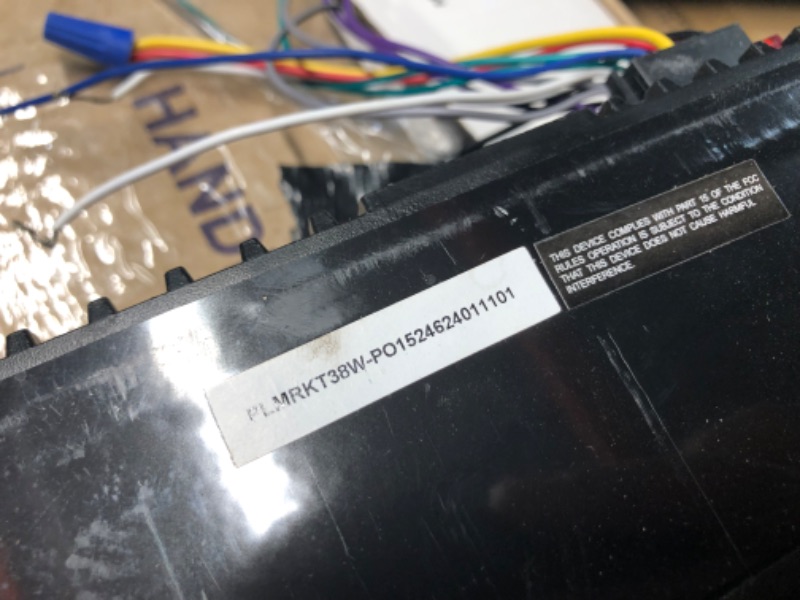 HAND
THIS DEVICE COMPLIES WITH PART 15 OF THE FCC
RULES OPERATION IS SUBJECT TO THE CONDITION
THAT THIS DEVICE DOES NOT CAUSE HARMFUL
INTERFERENCE.
PLMRKT38W-PO1524624011101